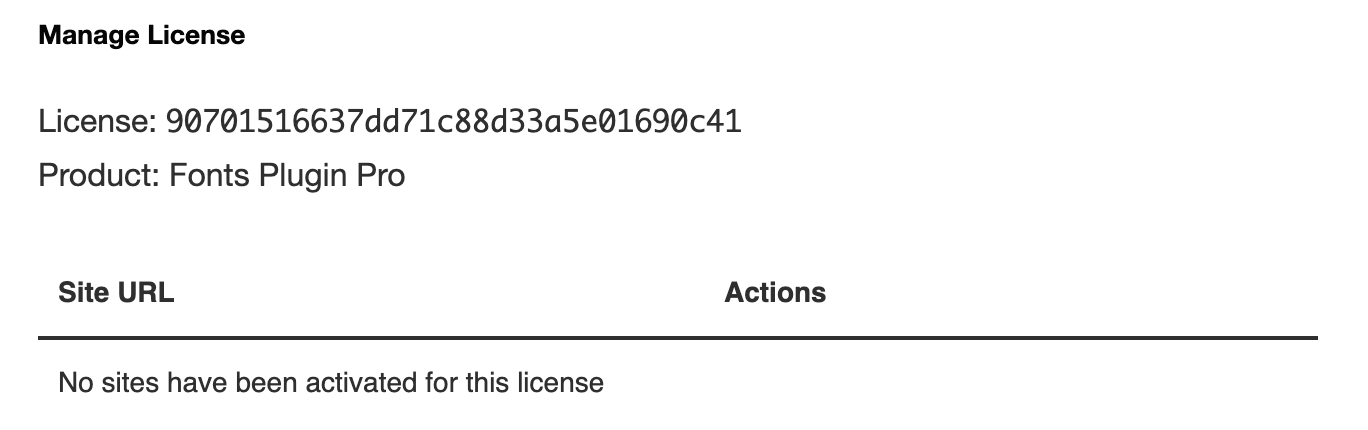 Manage License
License: 90701516637dd71c88d33a5e01690c41
Product: Fonts Plugin Pro
Site URL Actions
No sites have been activated for this license